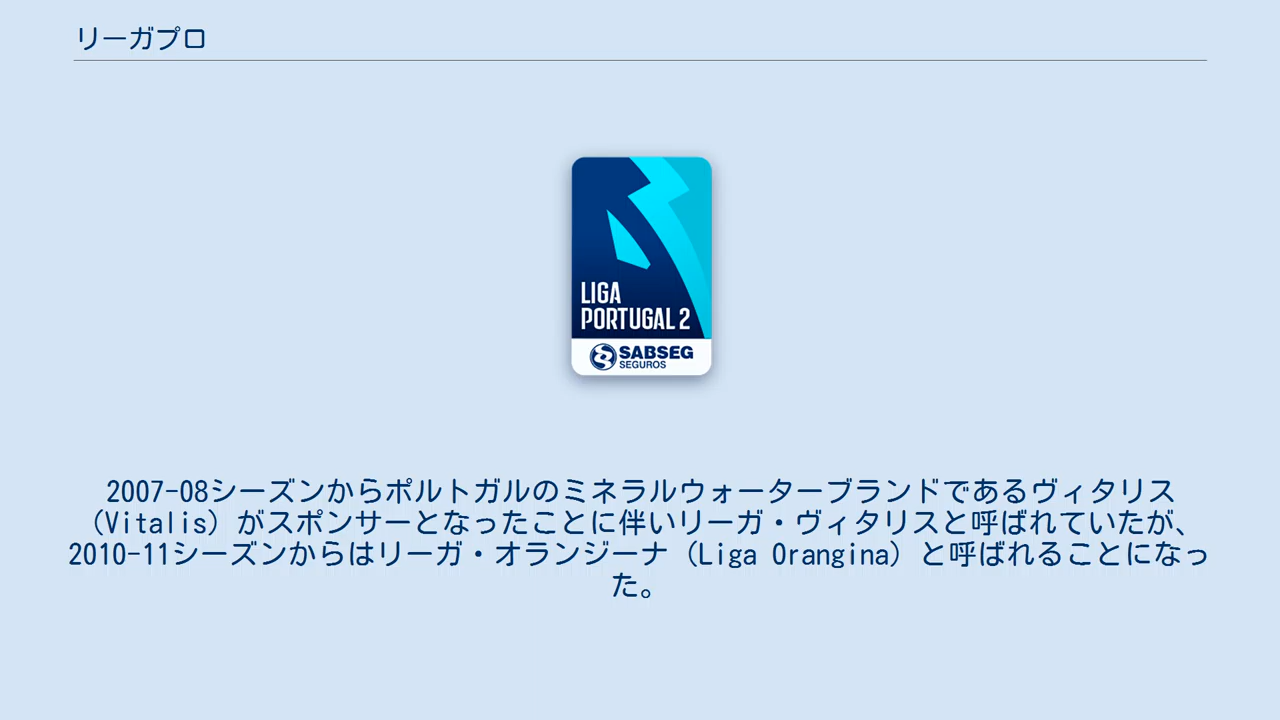 リーガプロ
LIGA
PORTUGAL 2
SABSEG
SEGUROS
2007-08シーズンからポルトガルのミネラルウォーターブランドであるヴィタリス
（Vitalis）がスポンサーとなったことに伴いリーガ・ヴィタリスと呼ばれていたが、
2010-11シーズンからはリーガ・オランジーナ（Liga Orangina）と呼ばれることになっ
た。